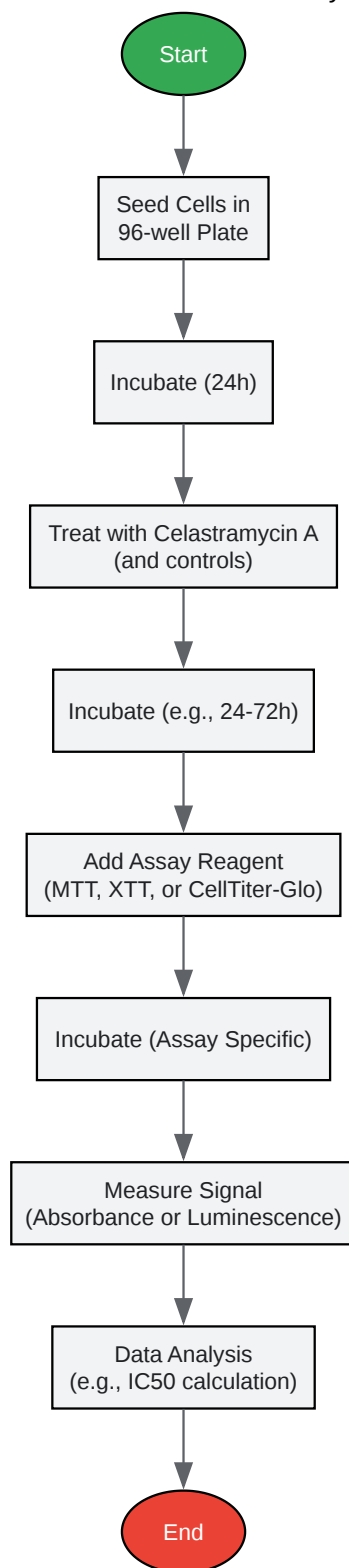 Start
Seed Cells in
96-well Plate
Incubate (24h)
Treat with Celastramycin A
(and controls)
Incubate (e.g., 24-72h)
Add Assay Reagent
(MTT, XTT, or CellTiter-Glo)
Incubate (Assay Specific)
Measure Signal
(Absorbance or Luminescence)
Data Analysis
(e.g., IC50 calculation)
End